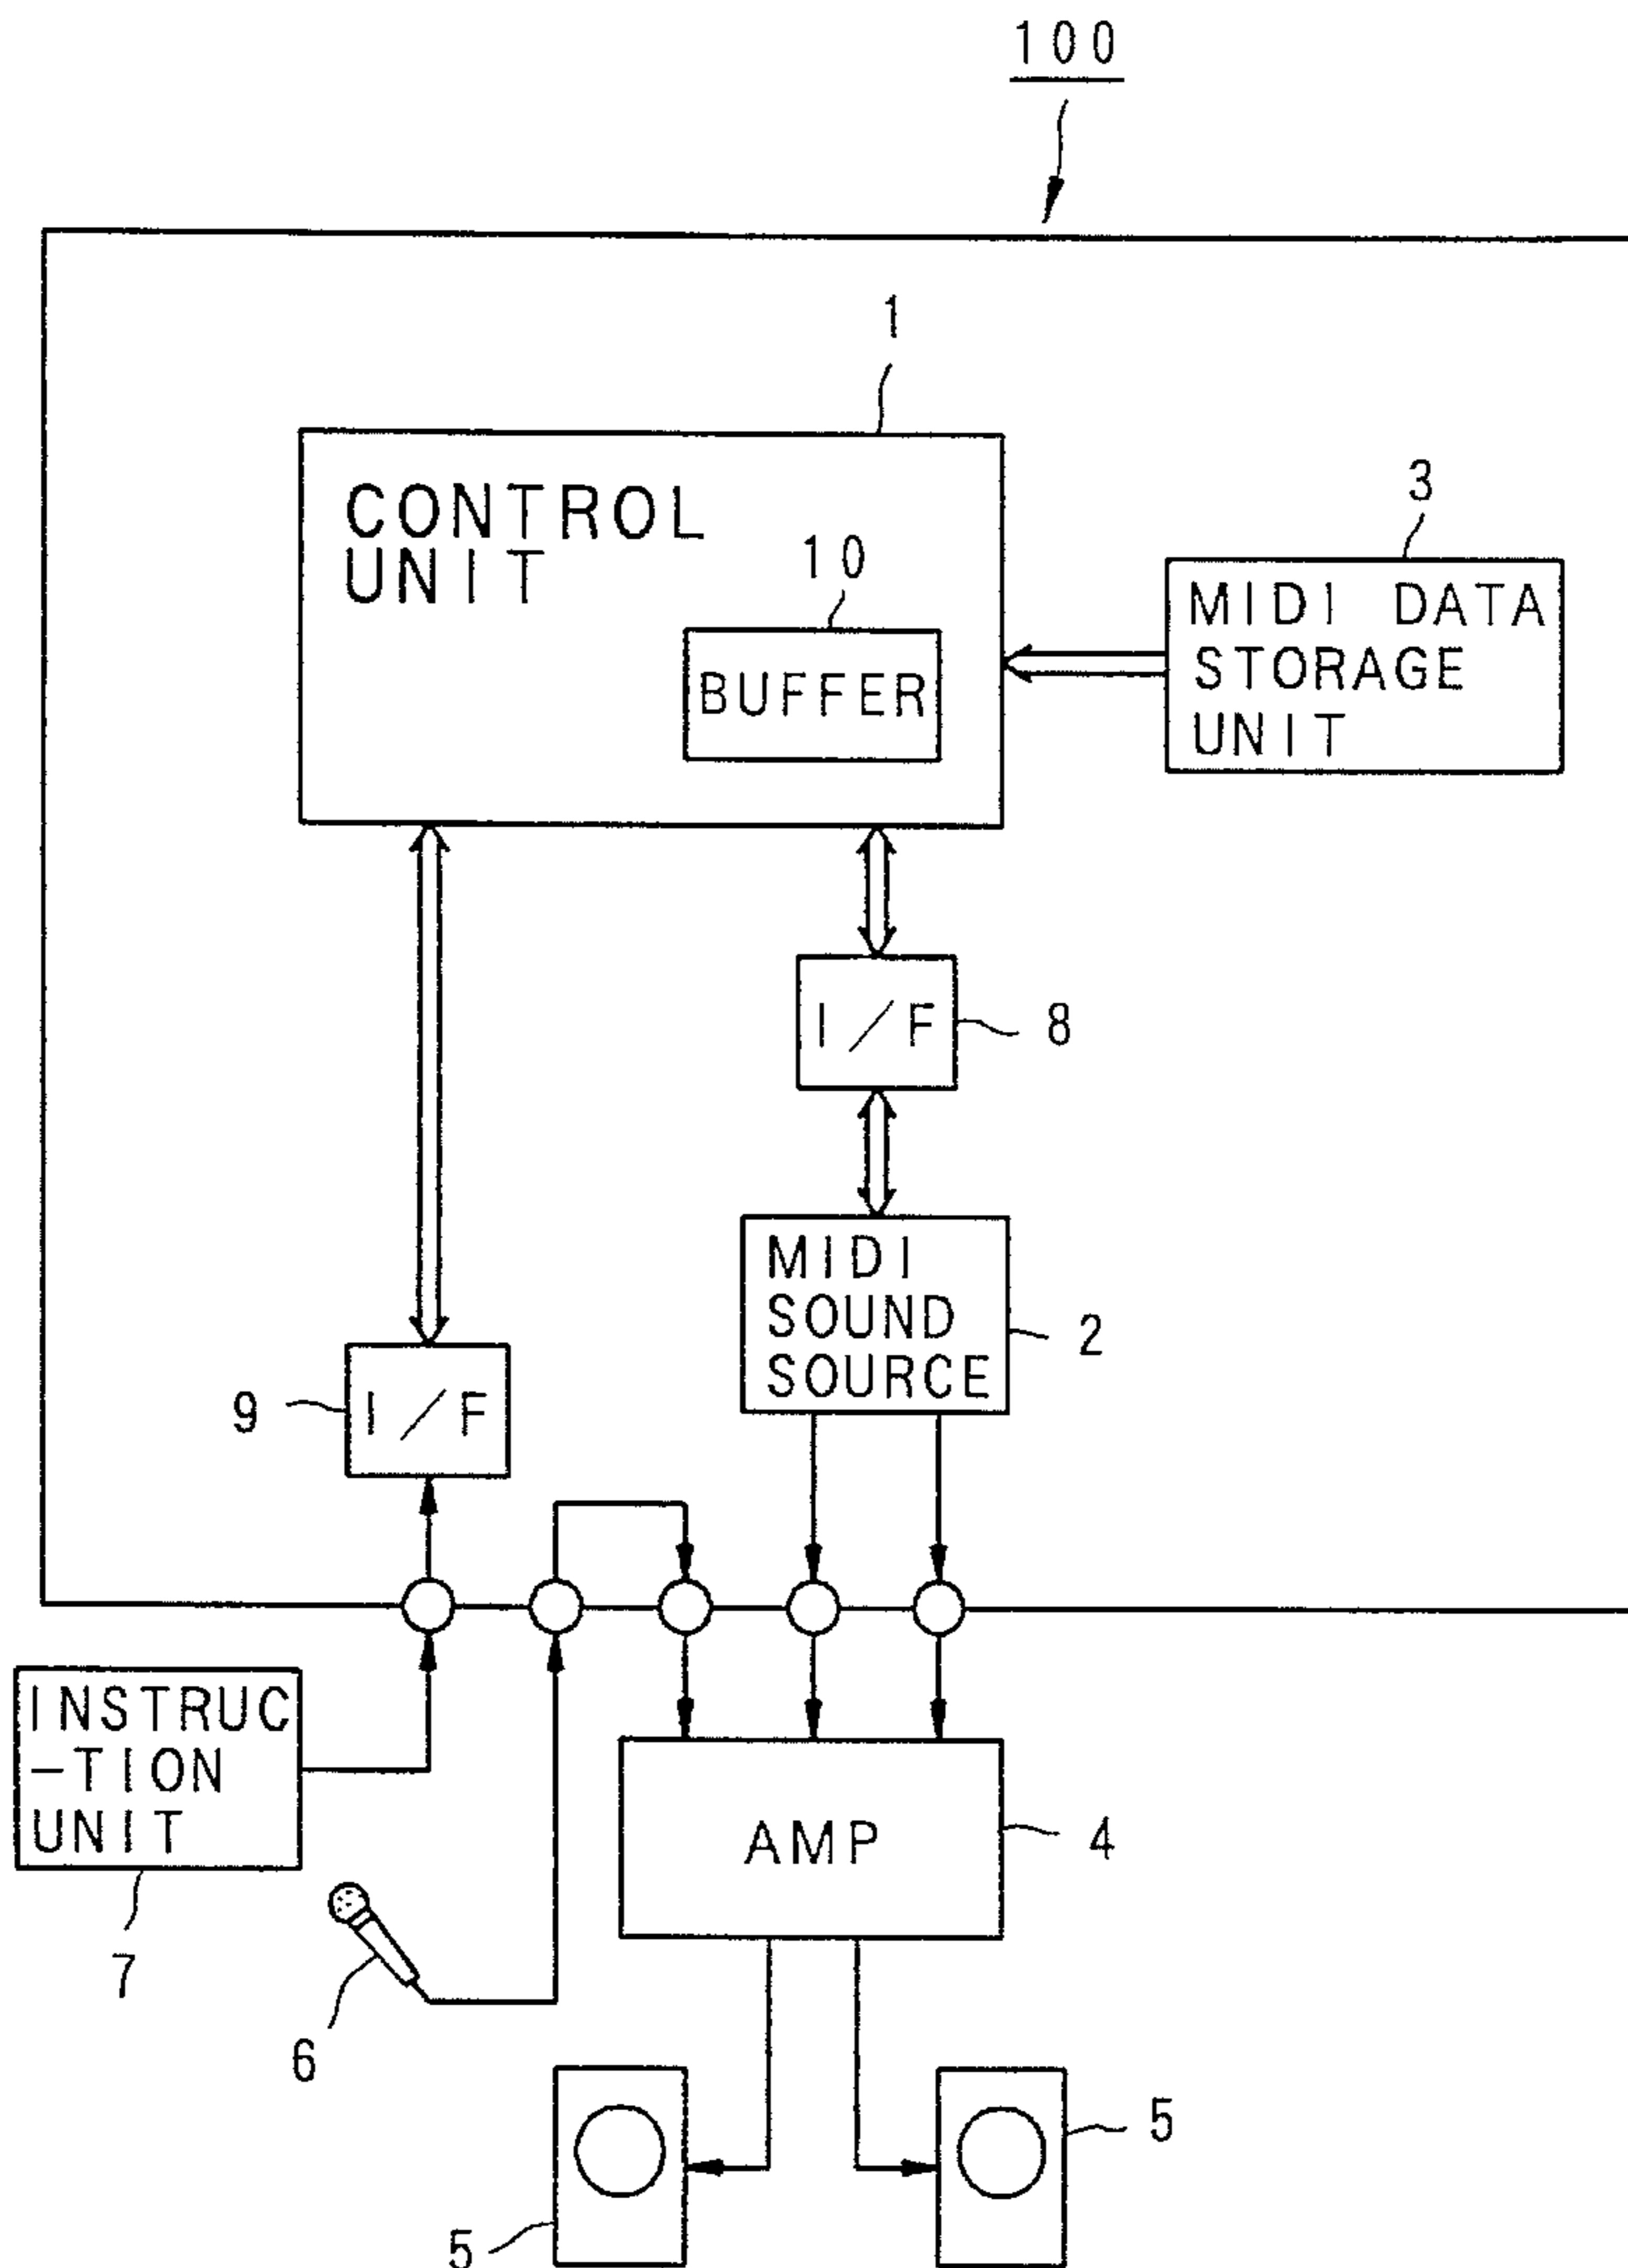 100
1
CONTROL
UNIT
10
BUFFER
3
MIDI DATA
STORAGE
UNIT
I/F
8
MIDI
SOUND
SOURCE
2
9
I/F
INSTRUC
-TION
UNIT
7
6
AMP
4
5
5